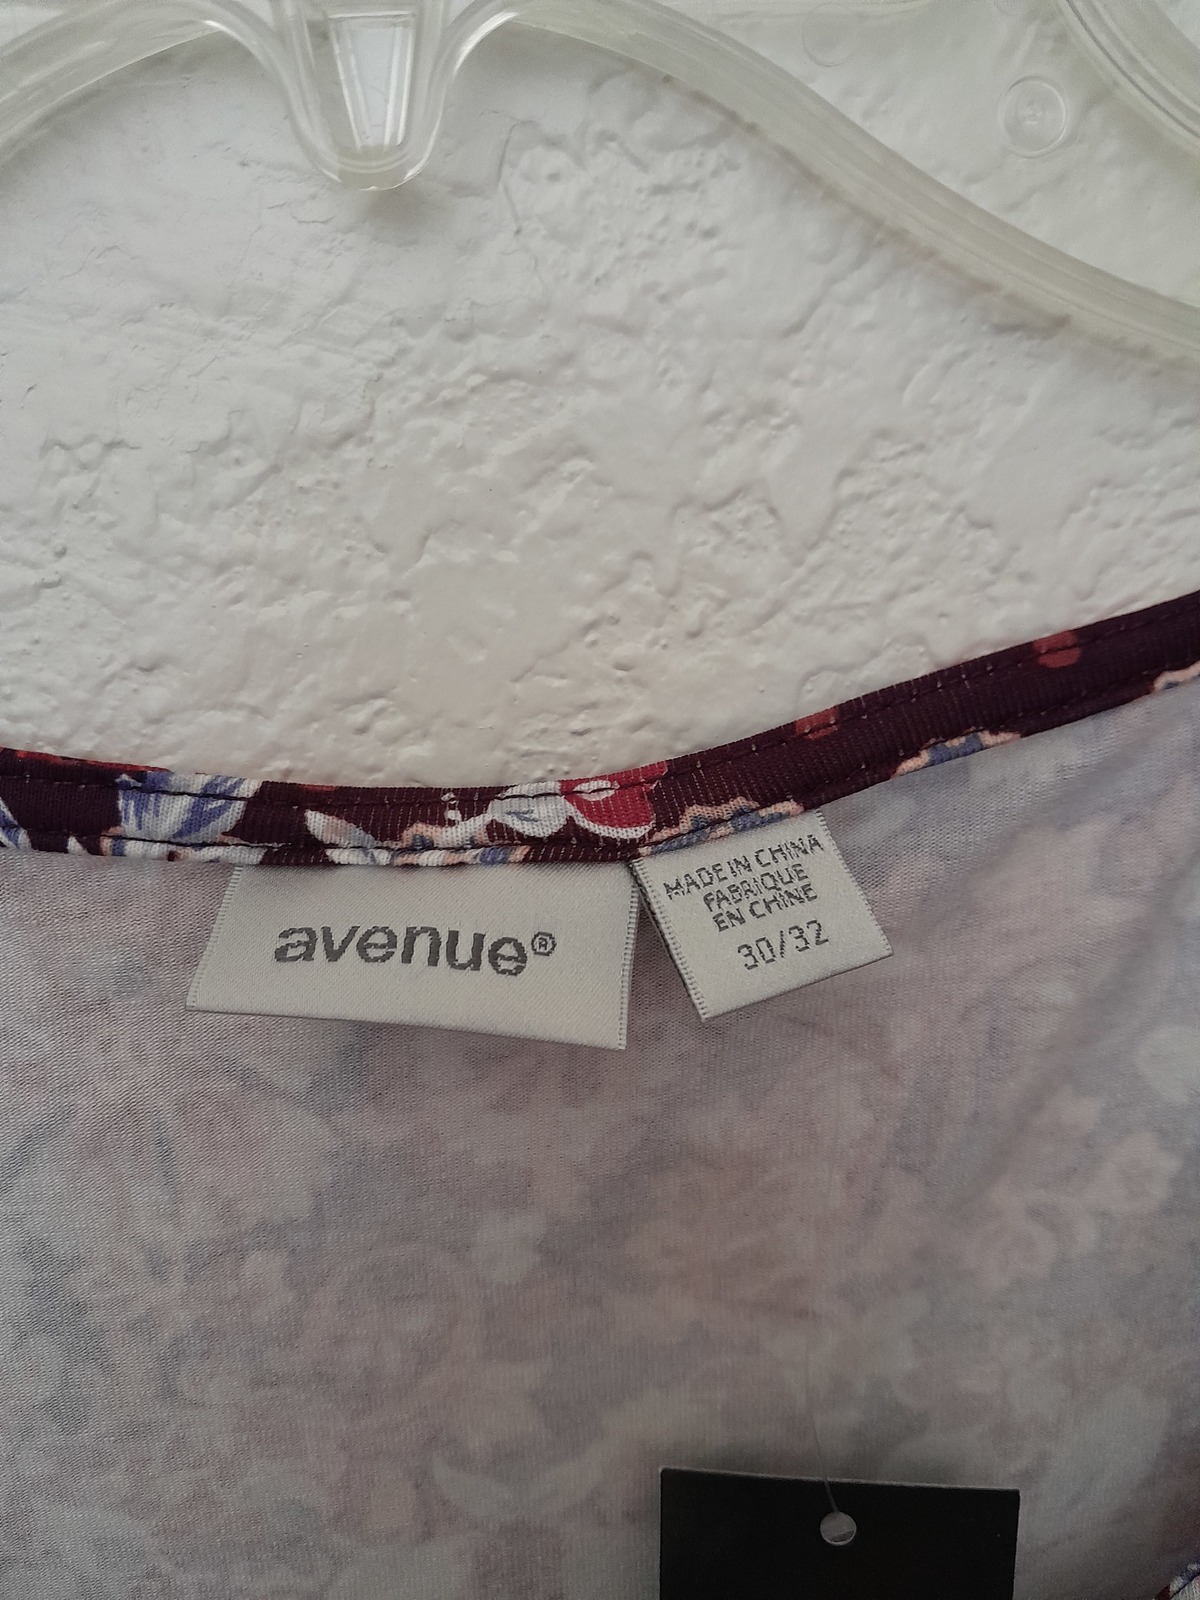 avenue®
MADE IN CHINA
FABRIQUE
EN CHINE
30/32